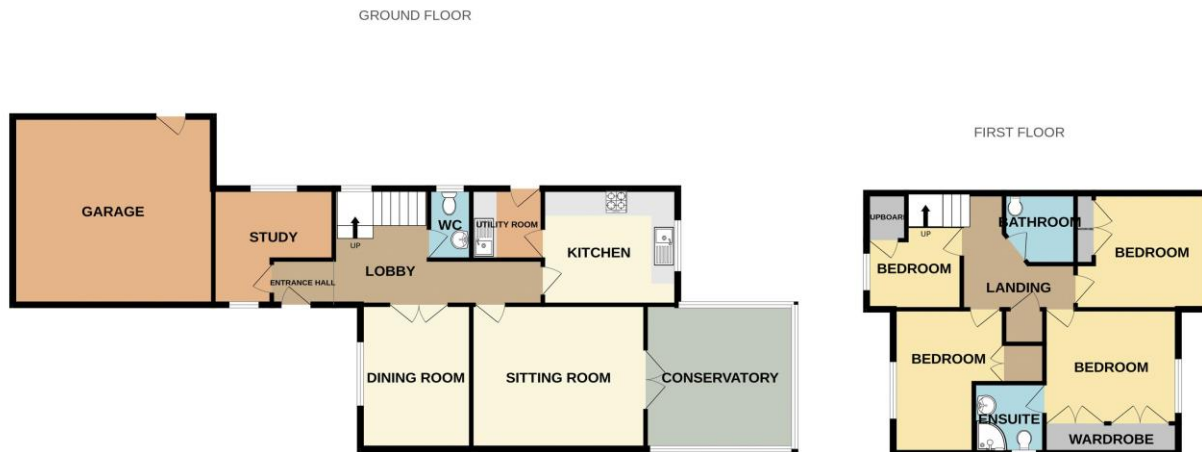 GROUND FLOOR
GARAGE
STUDY
ENTRANCE HALL
UP
LOBBY
WC
UTILITY ROOM
KITCHEN
DINING ROOM
SITTING ROOM
CONSERVATORY
FIRST FLOOR
UPBOAR
UP
BATHROOM
BEDROOM
BEDROOM
LANDING
BEDROOM
BEDROOM
ENSUITE
WARDROBE